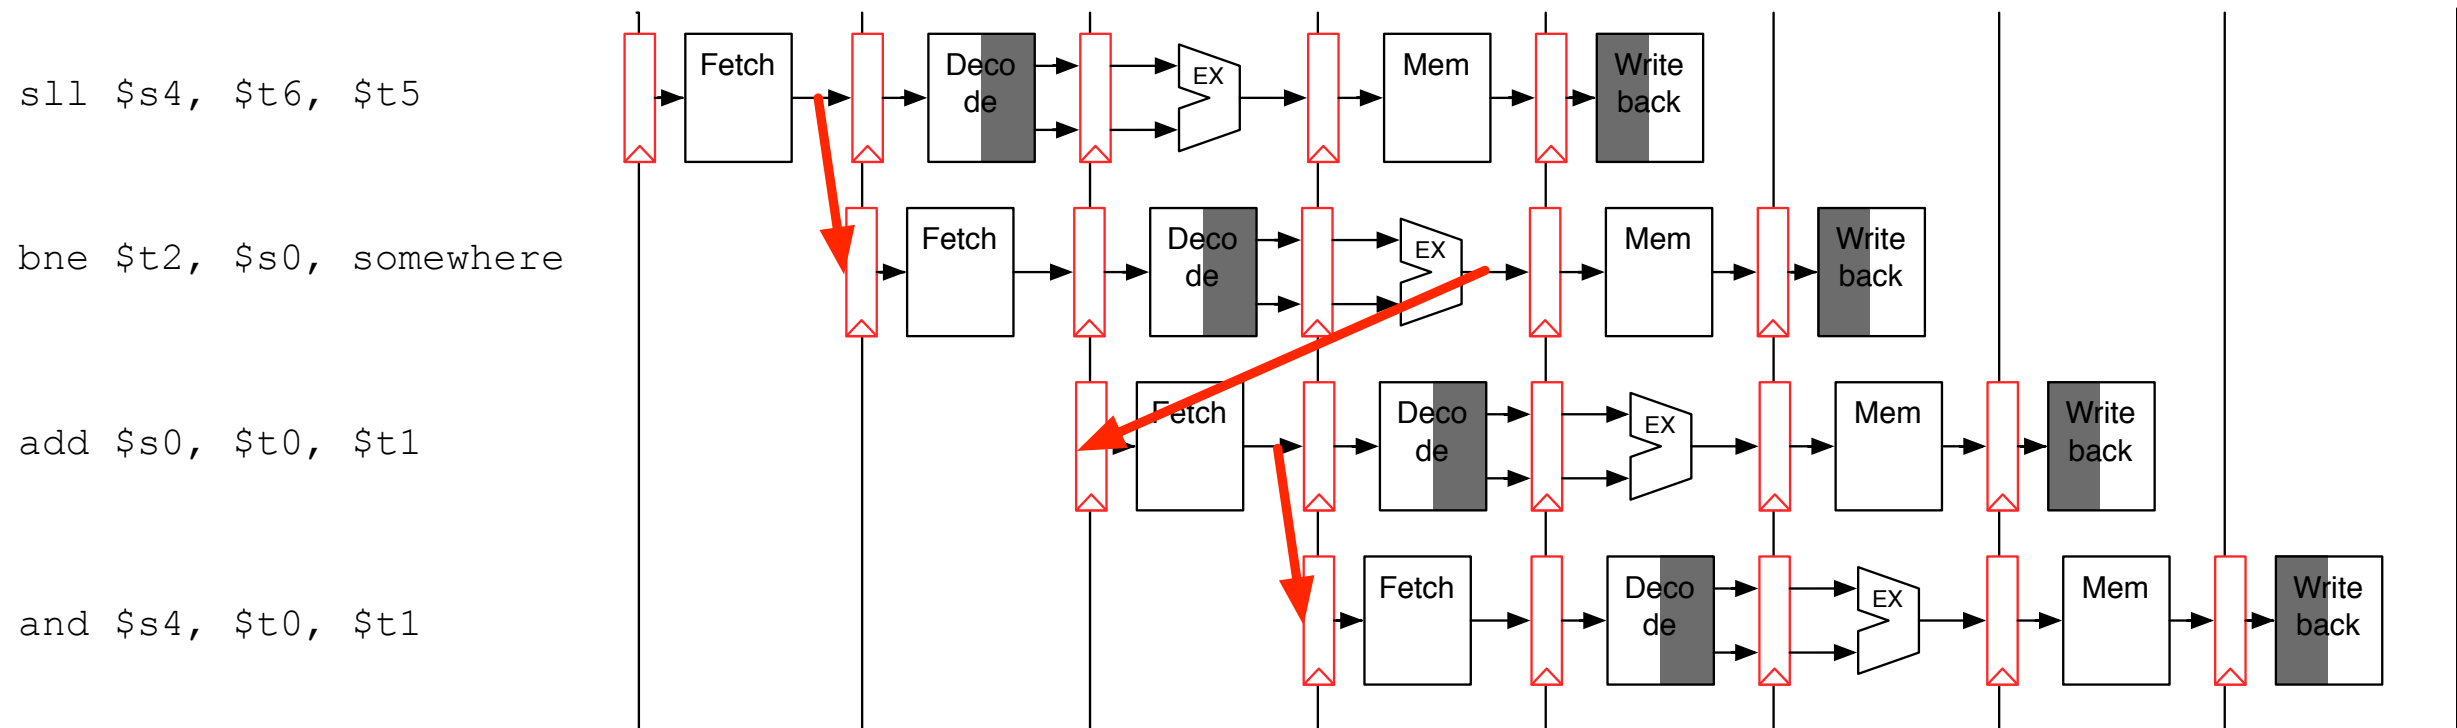 sll $s4, $t6, $t5
Fetch
Deco
de
EX
Mem
Write
back
bne $t2, $s0, somewhere
Fetch
Deco
de
EX
Mem
Write
back
add $s0, $t0, $t1
Fetch
Deco
de
EX
Mem
Write
back
and $s4, $t0, $t1
Fetch
Deco
de
EX
Mem
Write
back